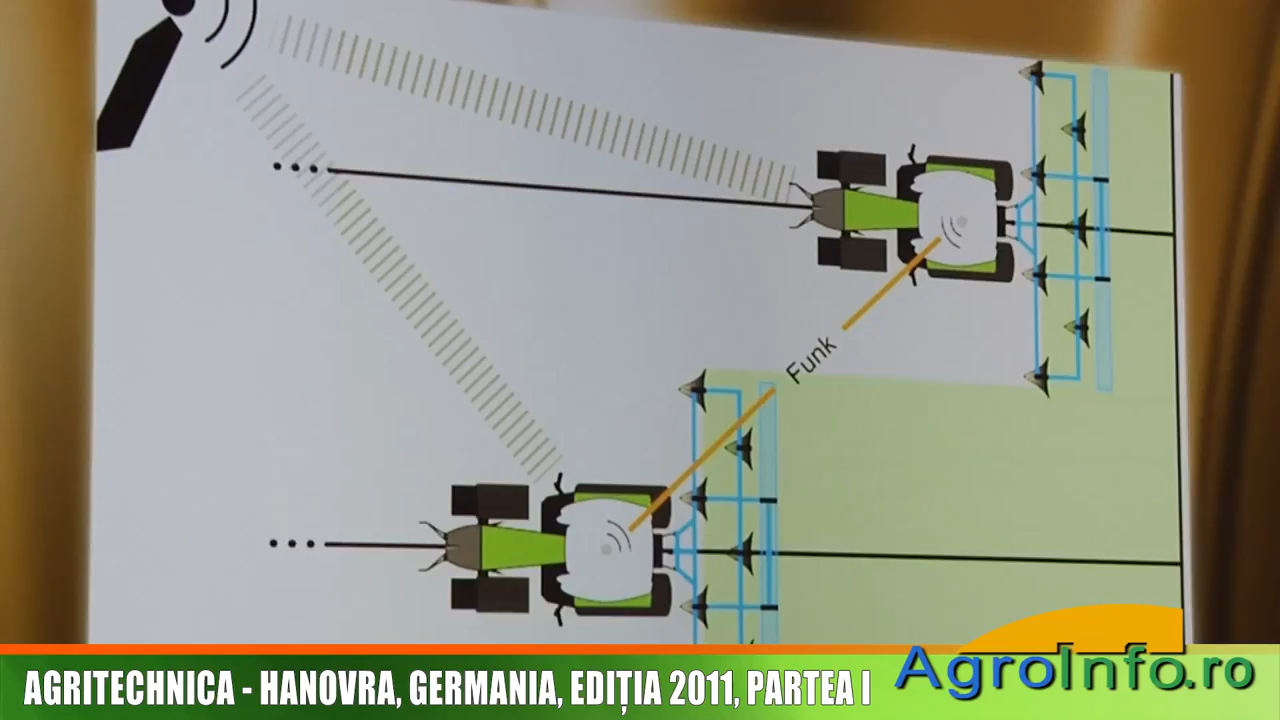 Funk
AGRITECHNICA - HANOVRA, GERMANIA, EDIȚIA 2011, PARTEA I
AgroInfo.ro